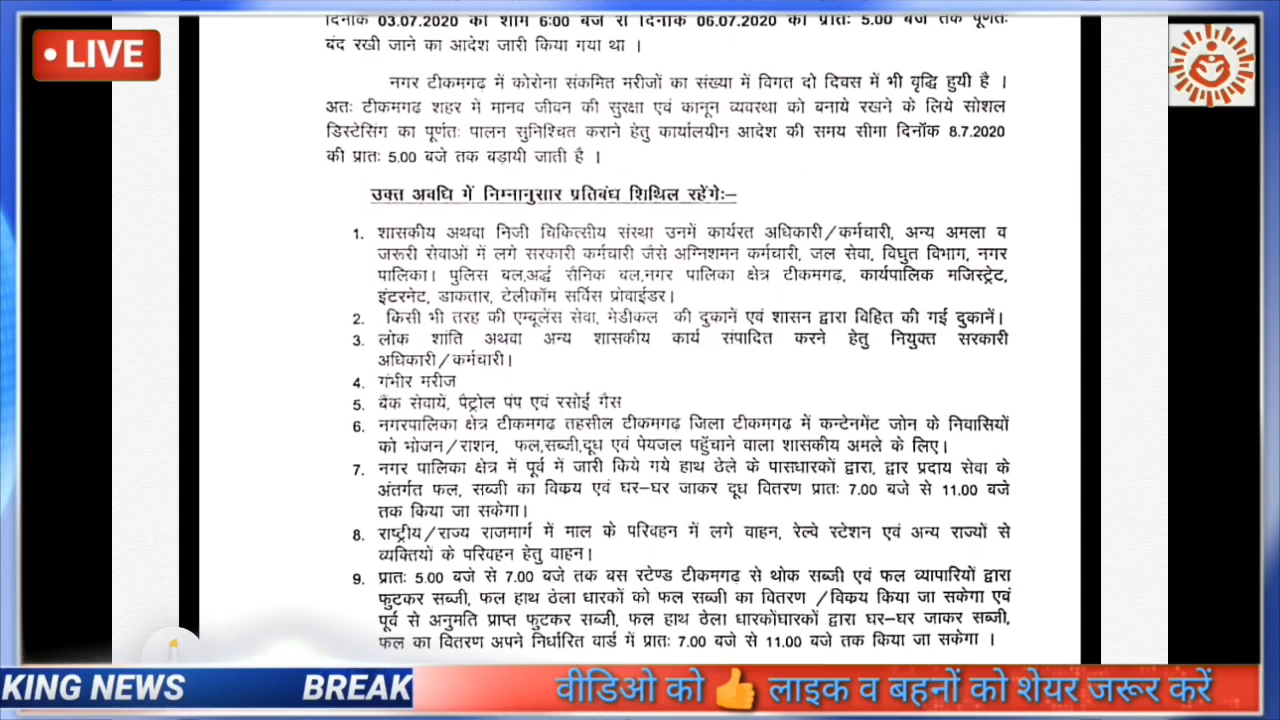 दिनांक 03.07.2020 की शाम 6:00 बजे से दिनांक 06.07.2020 की प्रातः 5.00 बजे तक पूर्णतः
बंद रखी जाने का आदेश जारी किया गया था ।
• LIVE
नगर टीकमगढ़ में कोरोना संकमित मरीजों का संख्या में विगत दो दिवस में भी वृद्धि हुयी है ।
अतः टीकमगढ शहर में मानव जीवन की सुरक्षा एवं कानून व्यवस्था को बनाये रखने के लिये सोशल
डिस्टेसिंग का पूर्णतः पालन सुनिश्चित कराने हेतु कार्यालयीन आदेश की समय सीमा दिनॉक 8.7.2020
की प्रातः 5.00 बजे तक बड़ायी जाती है ।
उक्त अवधि में निम्नानुसार प्रतिबंध शिथिल रहेंगेः–
1. शासकीय अथवा निजी चिकित्सीय संस्था उनमें कार्यरत अधिकारी/कर्मचारी, अन्य अमला व
जरूरी सेवाओं में लगे सरकारी कर्मचारी जैसे अग्निशमन कर्मचारी, जल सेवा, विघुत विभाग, नगर
पालिका। पुलिस बल,अर्द्ध सैनिक बल,नगर पालिका क्षेत्र टीकमगढ़, कार्यपालिक मजिस्ट्रेट,
इंटरनेट, डाकतार, टेलीकॉम सर्विस प्रोवाईडर।
2. किसी भी तरह की एम्बूलेंस सेवा, मेडीकल की दुकानें एवं शासन द्वारा विहित की गई दुकानें।
3. लोक शांति अथवा अन्य शासकीय कार्य संपादित करने हेतु नियुक्त सरकारी
अधिकारी/कर्मचारी।
4. गंभीर मरीज
5. बैंक सेवायें, पैट्रोल पंप एवं रसोई गैस
6. नगरपालिका क्षेत्र टीकमगढ तहसील टीकमगढ जिला टीकमगढ में कन्टेनमेंट जोन के निवासियों
को भोजन/राशन, फल,सब्जी,दूध एवं पेयजल पहुँचाने वाला शासकीय अमले के लिए।
7. नगर पालिका क्षेत्र में पूर्व में जारी किये गये हाथ ठेले के पासधारकों द्वारा, द्वार प्रदाय सेवा के
अंतर्गत फल, सब्जी का विकय एवं घर–घर जाकर दूध वितरण प्रातः 7.00 बजे से 11.00 बजे
तक किया जा सकेगा।
8. राष्ट्रीय/राज्य राजमार्ग में माल के परिवहन में लगे वाहन, रेल्वे स्टेशन एवं अन्य राज्यों से
व्यक्तियो के परिवहन हेतु वाहन।
9. प्रातः 5.00 बजे से 7.00 बजे तक बस स्टेण्ड टीकमगढ़ से थोक सब्जी एवं फल व्यापारियों द्वारा
फुटकर सब्जी, फल हाथ ठेला धारकों को फल सब्जी का वितरण /विकय किया जा सकेगा एवं
पूर्व से अनुमति प्राप्त फुटकर सब्जी, फल हाथ ठेला धारकोंधारकों द्वारा घर–घर जाकर सब्जी,
फल का वितरण अपने निर्धारित वार्ड में प्रातः 7.00 बजे से 11.00 बजे तक किया जा सकेगा ।
KING NEWS BREAK
वीडिओ को 👍 लाइक व बहनों को शेयर जरूर करें